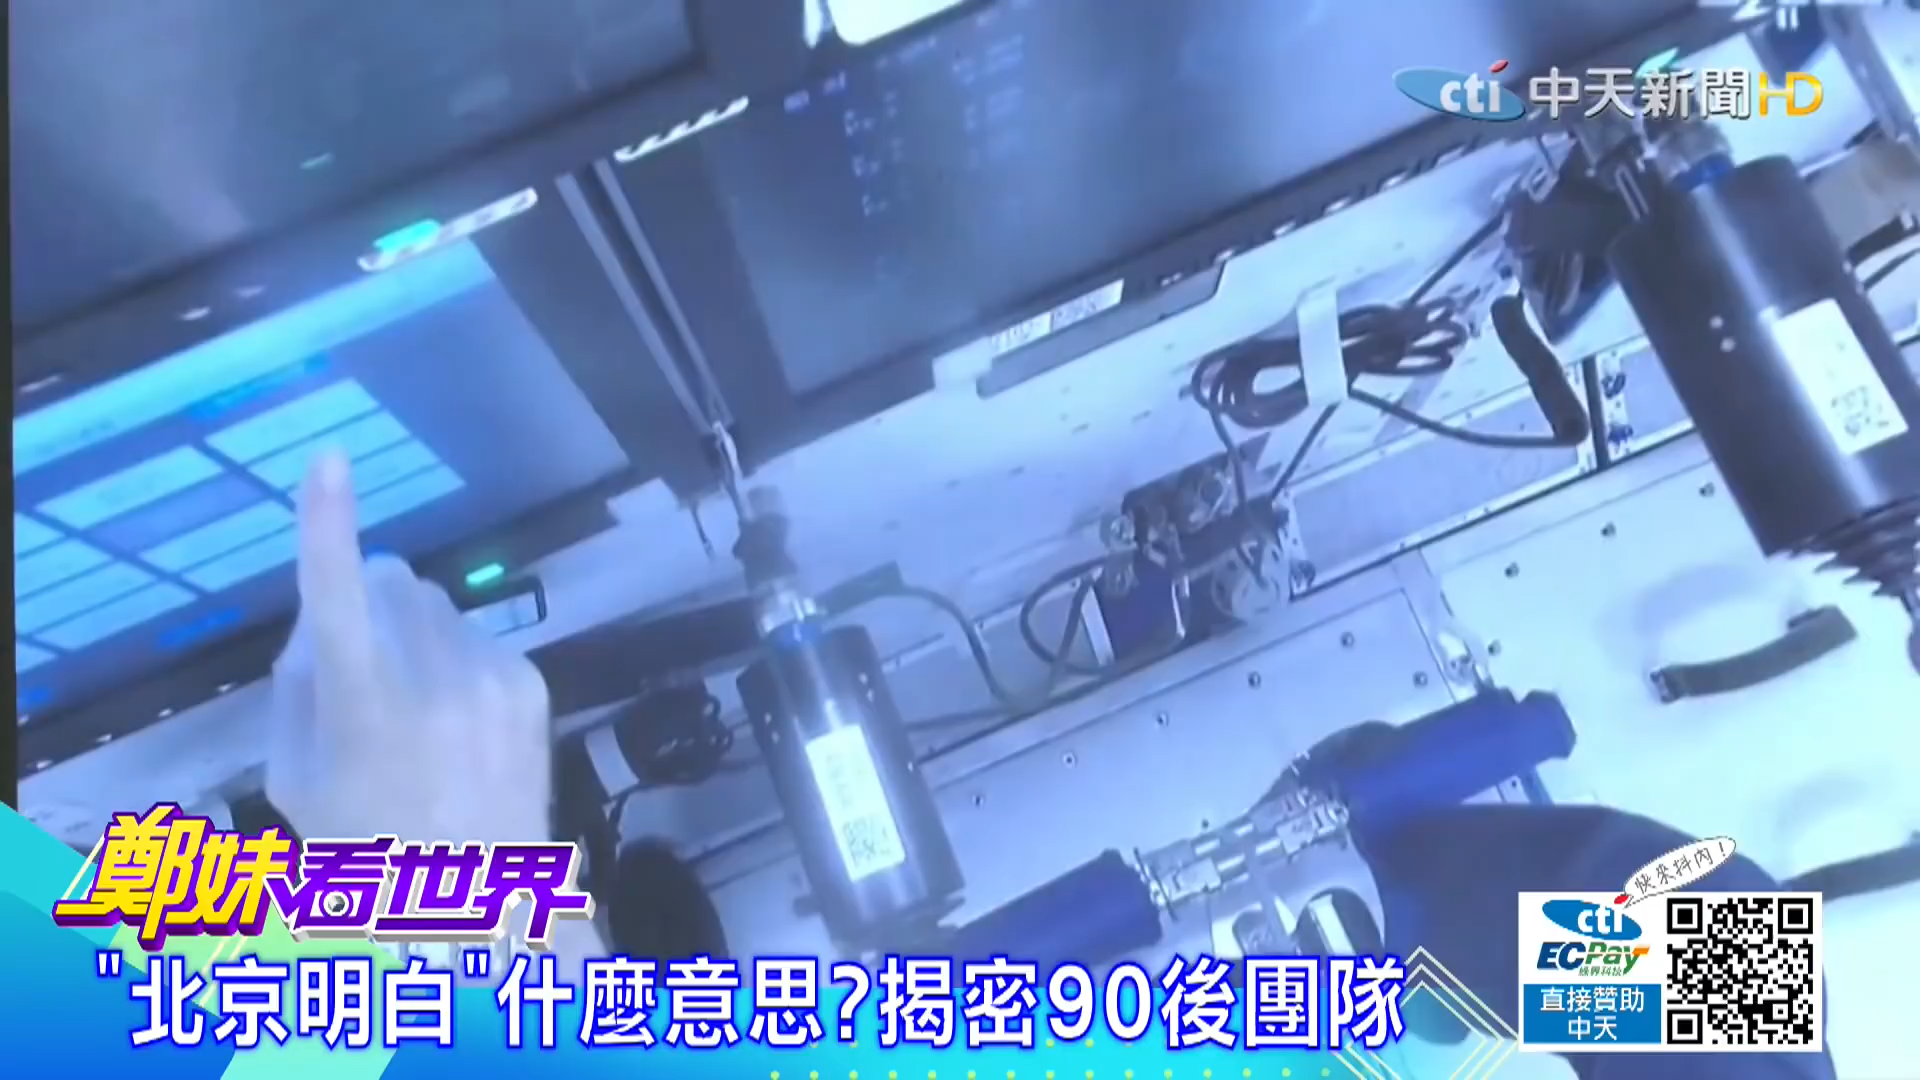 cti 中天新聞HD
鄭妹看世界
"北京明白"什麼意思?揭密90後團隊
快來抖內!
cti
ECPay
綠界科技
直接贊助
中天